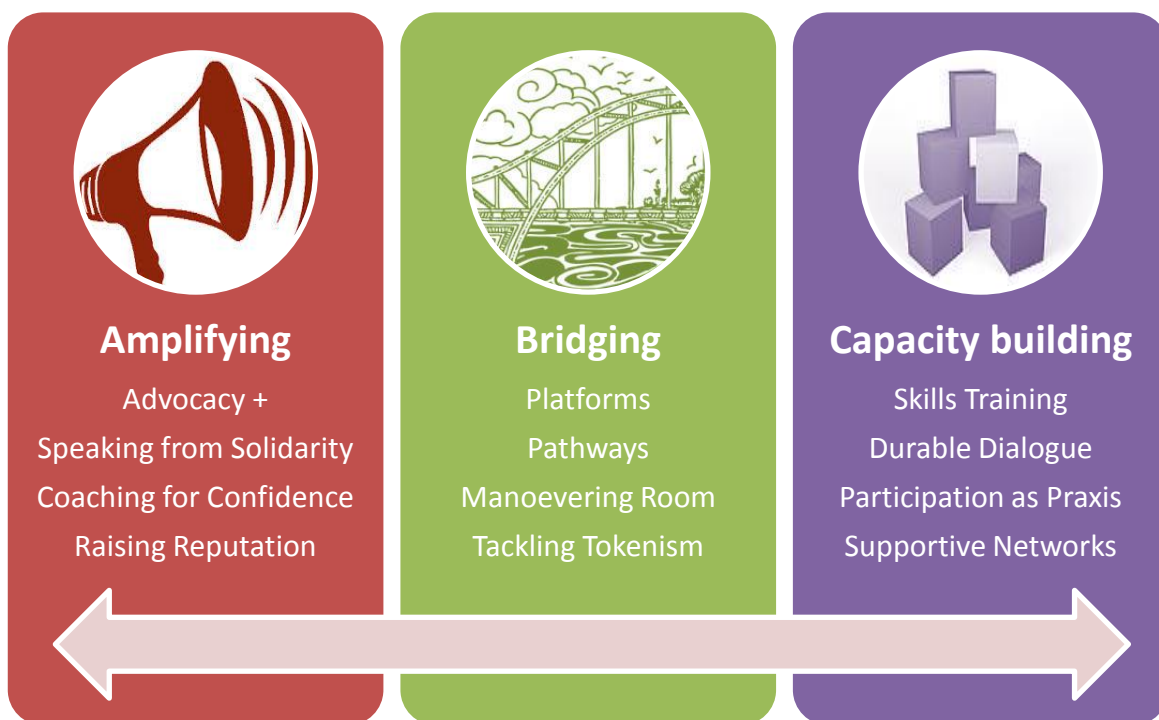 Amplifying
Advocacy +
Speaking from Solidarity
Coaching for Confidence
Raising Reputation
Bridging
Platforms
Pathways
Manoevering Room
Tackling Tokenism
Capacity building
Skills Training
Durable Dialogue
Participation as Praxis
Supportive Networks